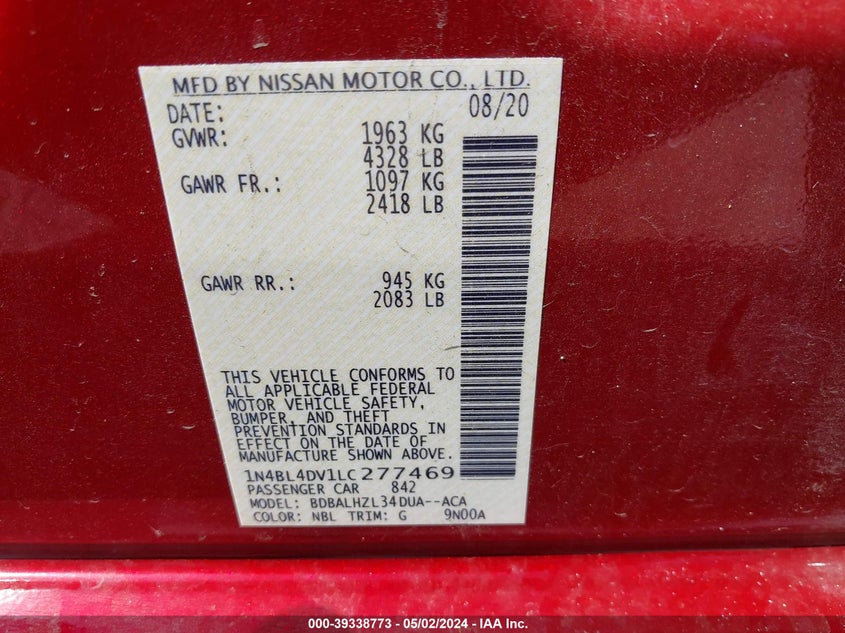 MFD BY NISSAN MOTOR CO., LTD.
DATE: 08/20
GVWR: 1963 KG
4328 LB
GAWR FR.: 1097 KG
2418 LB
GAWR RR.: 945 KG
2083 LB
THIS VEHICLE CONFORMS TO
ALL APPLICABLE FEDERAL
MOTOR VEHICLE SAFETY,
BUMPER, AND THEFT
PREVENTION STANDARDS IN
EFFECT ON THE DATE OF
MANUFACTURE SHOWN ABOVE.
1N4BL4DV1LC277469
PASSENGER CAR 842
MODEL: BDBALHZL34DUA--ACA
COLOR: NBL TRIM: G 9N00A
000-39338773 - 05/02/2024 - IAA Inc.